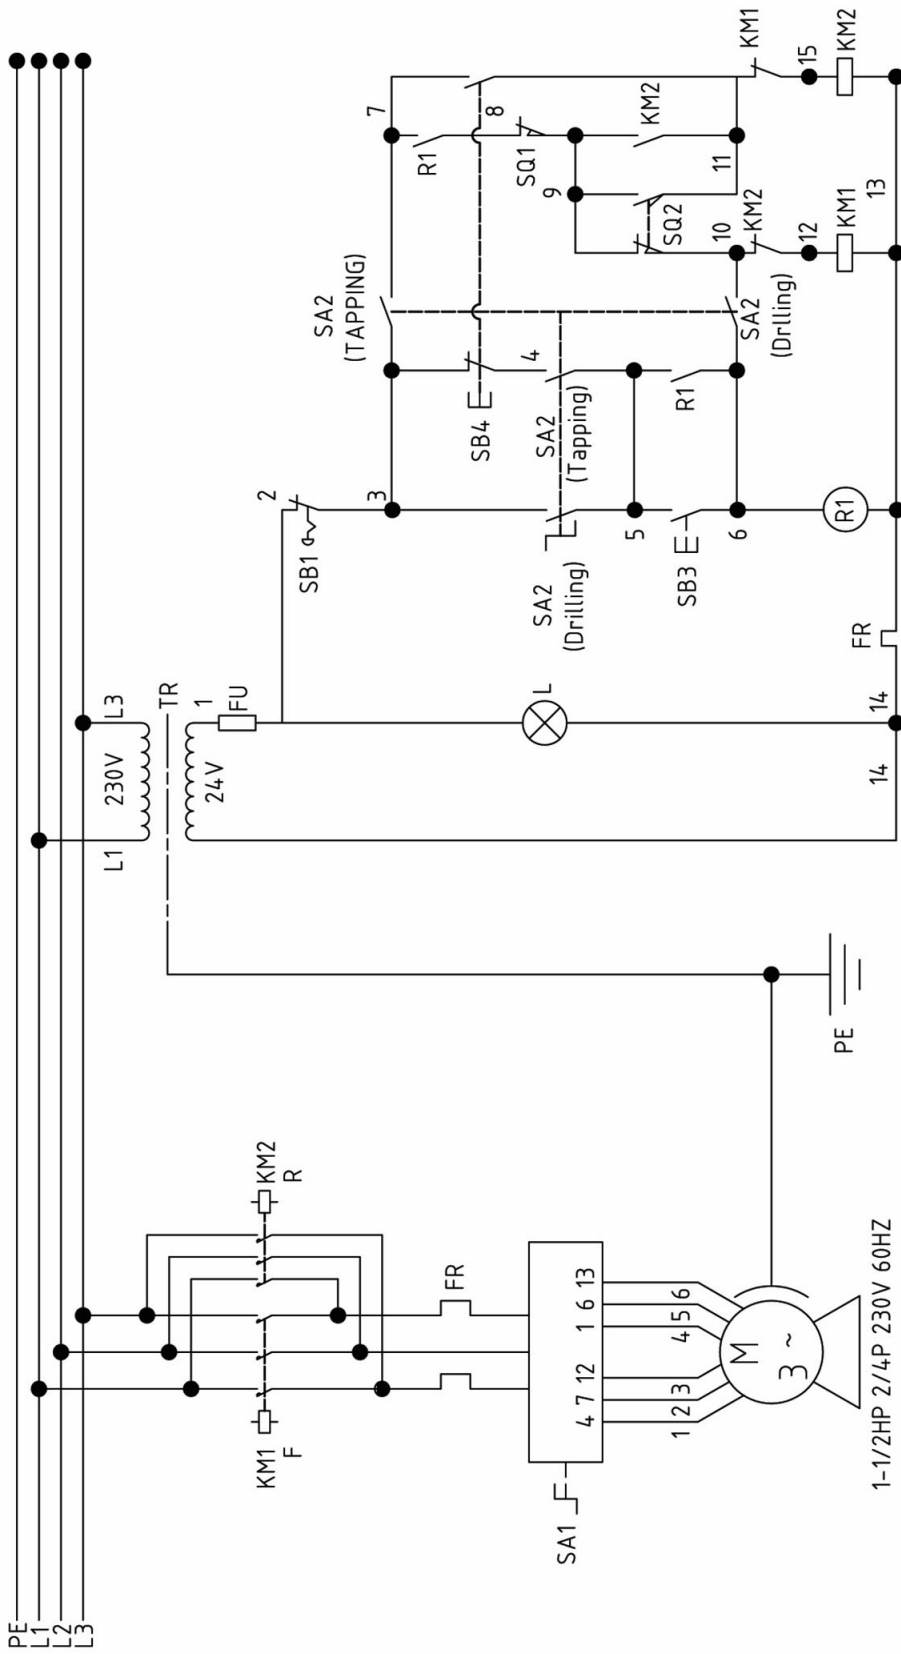 PE
L1
L2
L3
KM1
F
KM2
R
FR
SA1
4 7 12 1 6 13
1 2 3 4 5 6
M
3 ~
1-1/2HP 2/4P 230V 60HZ
PE
L1
230V
L3
TR
24V
1
FU
L
14
14
FR
2
SB1
3
SA2
(Drilling)
5
SB3
6
R1
SB4
4
SA2
(Tapping)
R1
SA2
(TAPPING)
SA2
(Drlling)
7
R1
8
SQ1
9
SQ2
KM2
10
11
KM2
12
KM1
13
KM1
15
KM2